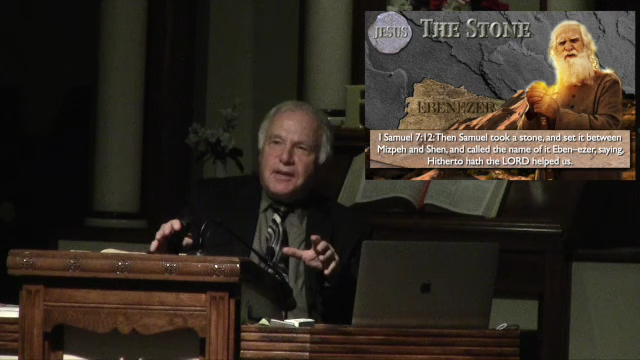 JESUS
THE STONE
EBENEZER
1 Samuel 7:12: Then Samuel took a stone, and set it between
Mizpeh and Shen, and called the name of it Eben–ezer, saying,
Hitherto hath the LORD helped us.